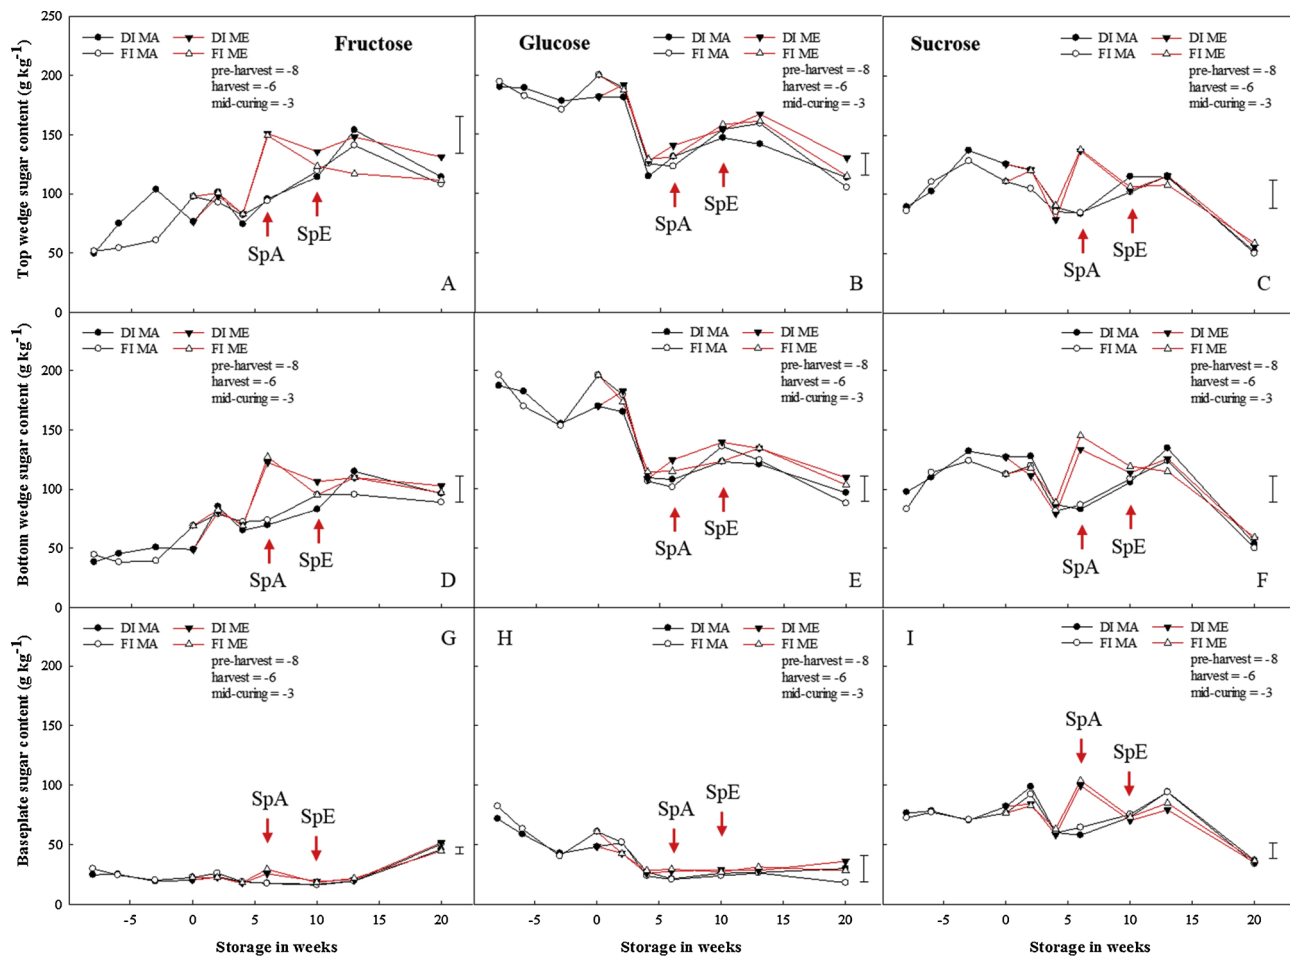 Top wedge sugar content (g kg-1)
250
200
150
100
50
0
DI MA
DI ME
FI MA
FI ME
pre-harvest = -8
harvest = -6
mid-curing = -3
Fructose
SpA
SpE
A
Glucose
DI MA
DI ME
FI MA
FI ME
pre-harvest = -8
harvest = -6
mid-curing = -3
SpA
SpE
B
Sucrose
DI MA
DI ME
FI MA
FI ME
pre-harvest = -8
harvest = -6
mid-curing = -3
SpA
SpE
C
Bottom wedge sugar content (g kg-1)
200
150
100
50
0
DI MA
DI ME
FI MA
FI ME
pre-harvest = -8
harvest = -6
mid-curing = -3
SpA
SpE
D
DI MA
DI ME
FI MA
FI ME
pre-harvest = -8
harvest = -6
mid-curing = -3
SpA
SpE
E
DI MA
DI ME
FI MA
FI ME
pre-harvest = -8
harvest = -6
mid-curing = -3
SpA
SpE
F
Baseplate sugar content (g kg-1)
200
150
100
50
0
DI MA
DI ME
FI MA
FI ME
pre-harvest = -8
harvest = -6
mid-curing = -3
G
SpA
SpE
-5 0 5 10 15 20
Storage in weeks
H
DI MA
DI ME
FI MA
FI ME
pre-harvest = -8
harvest = -6
mid-curing = -3
SpA
SpE
-5 0 5 10 15 20
Storage in weeks
I
DI MA
DI ME
FI MA
FI ME
pre-harvest = -8
harvest = -6
mid-curing = -3
SpA
SpE
-5 0 5 10 15 20
Storage in weeks